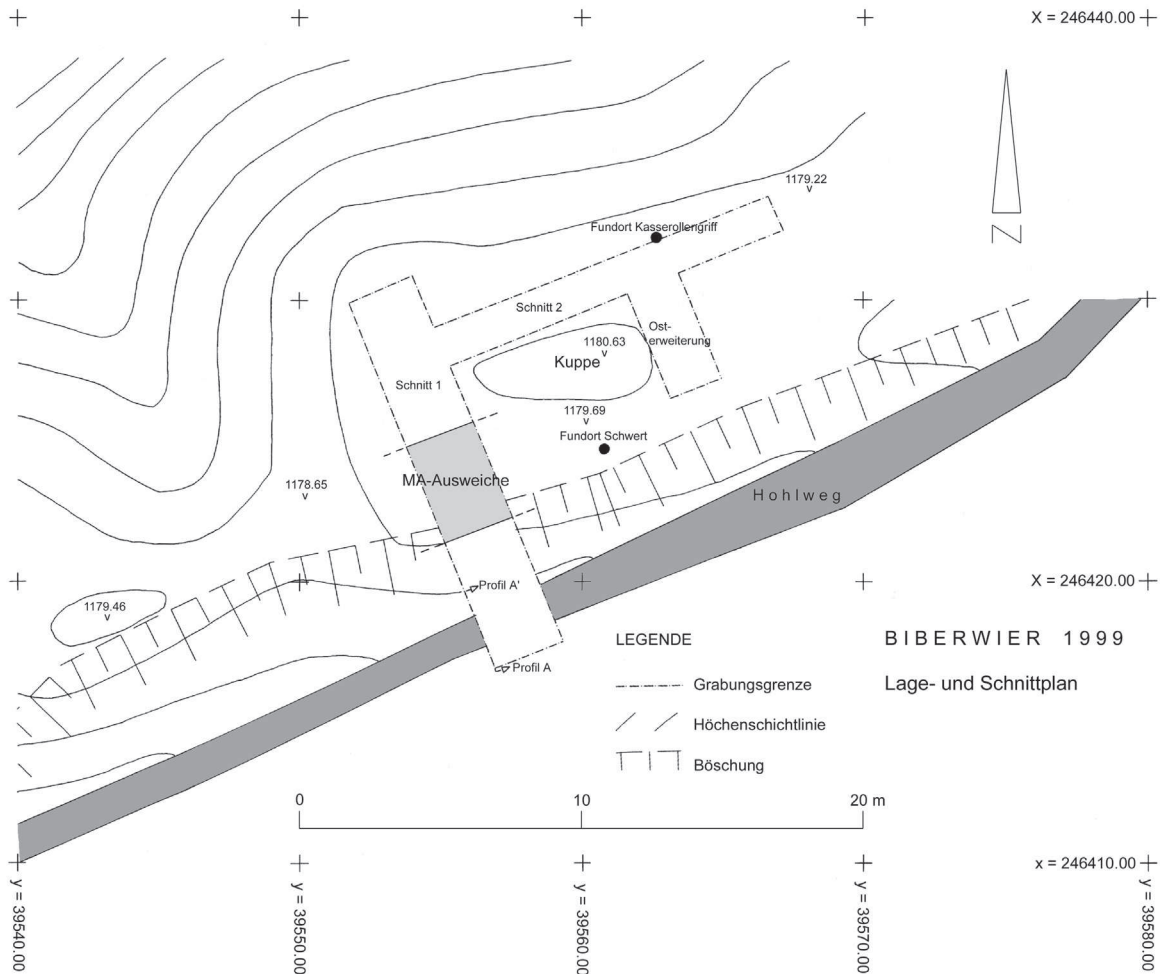 X = 246440.00
N
1179.22
v
Fundort Kasserollengriff
Schnitt 2
Ost-
erweiterung
1180.63
v
Kuppe
Schnitt 1
1179.69
v
Fundort Schwert
MA-Ausweiche
1178.65
v
Hohlweg
Profil A'
X = 246420.00
1179.46
v
Profil A
LEGENDE
Grabungsgrenze
Höchenschichtlinie
Böschung
BIBERWIER 1999
Lage- und Schnittplan
0 10 20 m
x = 246410.00
y = 39540.00
y = 39550.00
y = 39560.00
y = 39570.00
y = 39580.00